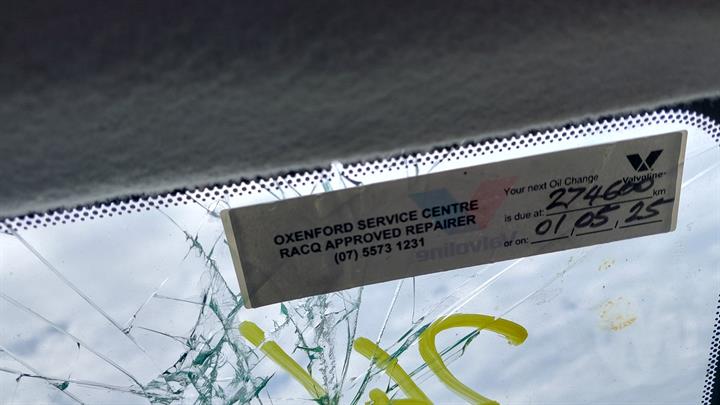 OXENFORD SERVICE CENTRE
RACQ APPROVED REPAIRER
(07) 5573 1231
Valvoline
Your next Oil Change
is due at: 274600 km
or on: 01, 05, 25
Valvoline